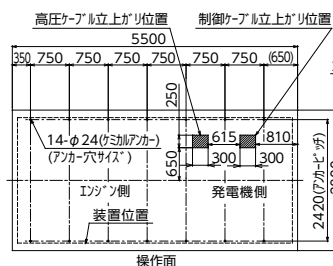 高圧ケーブル立上ガリ位置
制御ケーブル立上ガリ位置
5500
350 750 750 750 750 750 750 (650)
250
14-φ24(ケミカルアンカー)
(アンカー穴サイズ)
615 810
650
300 300
エンジン側 発電機側
2420(アンカーピッチ)
装置位置
操作面